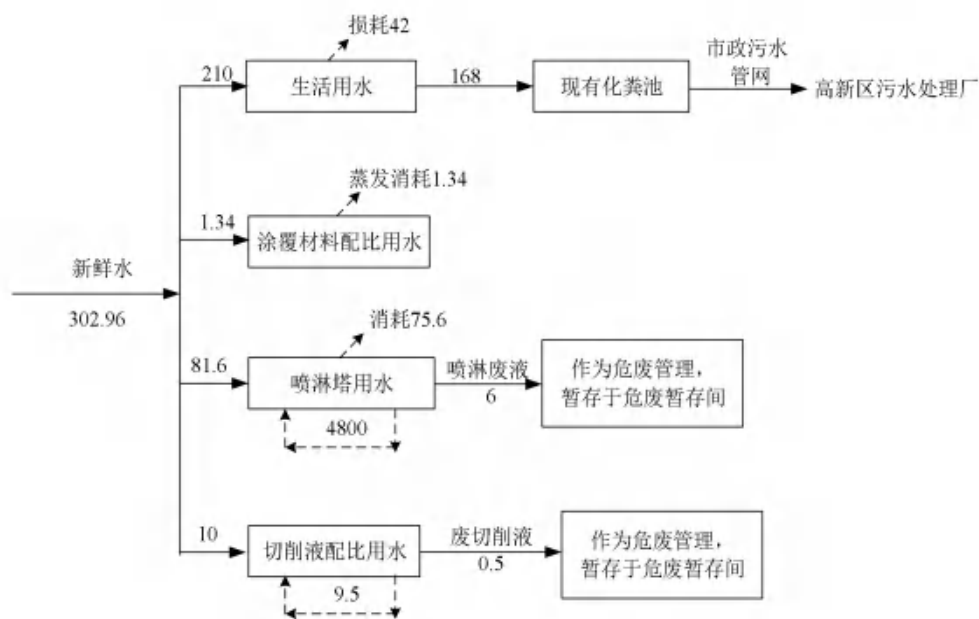 损耗42
210
生活用水
168
现有化粪池
市政污水
管网
高新区污水处理厂
蒸发消耗1.34
1.34
涂覆材料配比用水
新鲜水
302.96
消耗75.6
81.6
喷淋塔用水
喷淋废液
6
作为危废管理，
暂存于危废暂存间
4800
10
切削液配比用水
废切削液
0.5
作为危废管理，
暂存于危废暂存间
9.5